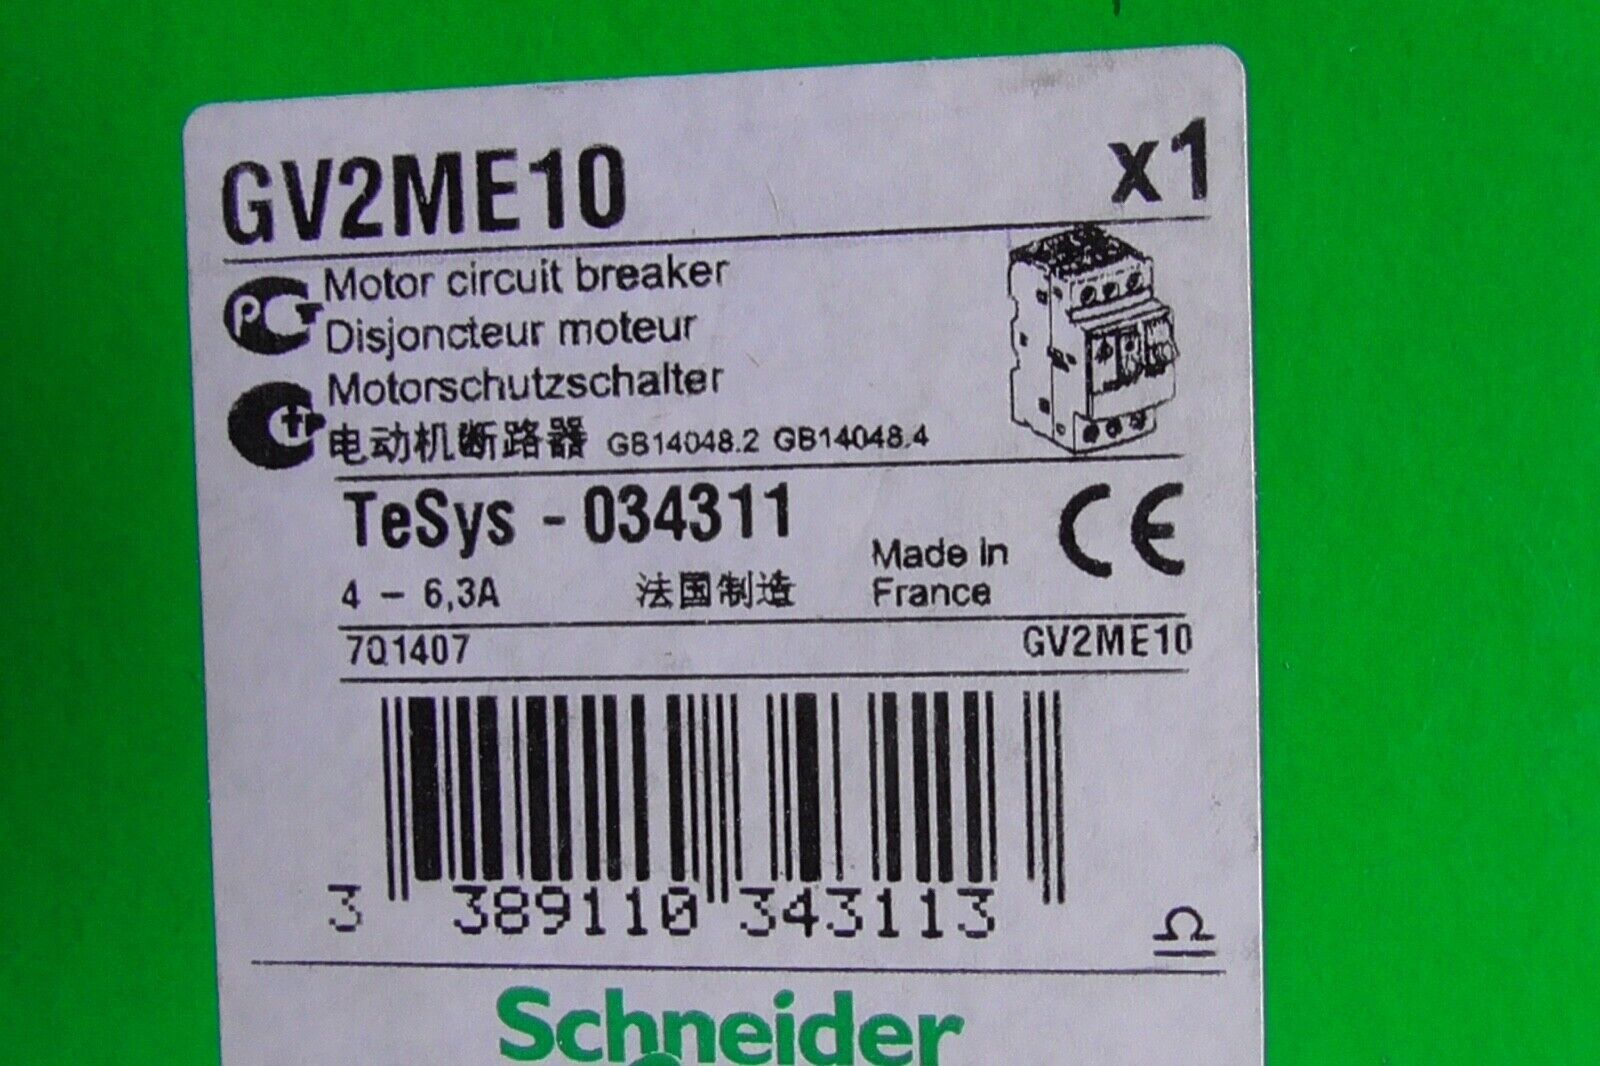 GV2ME10 x1
Motor circuit breaker
Disjoncteur moteur
Motorschutzschalter
电动机断路器 GB14048.2 GB14048.4
TeSys - 034311
4 - 6,3A 法国制造 Made in France
7Q1407 GV2ME10
3 389110 343113
Schneider